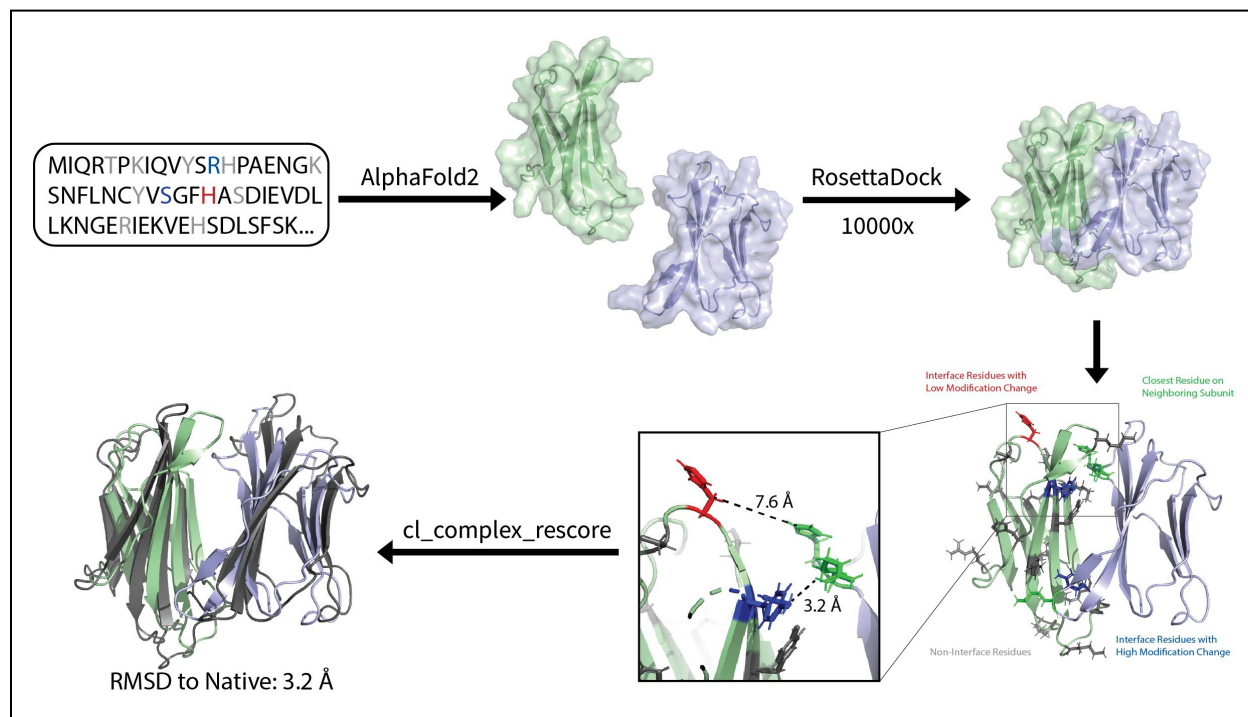 MIQRTPKIQVYSRHPAENGK
SNFLNCYVSGFHASDIEVDL
LKNGERIEKVEHSDLSFSK...
AlphaFold2
RosettaDock
10000x
Interface Residues with
Low Modification Change
Closest Residue on
Neighboring Subunit
7.6 Å
3.2 Å
cl_complex_rescore
Non-Interface Residues
Interface Residues with
High Modification Change
RMSD to Native: 3.2 Å